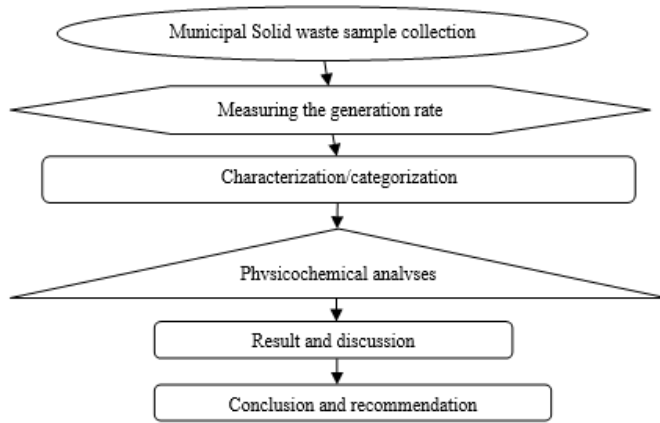 Municipal Solid waste sample collection
Measuring the generation rate
Characterization/categorization
Physicochemical analyses
Result and discussion
Conclusion and recommendation